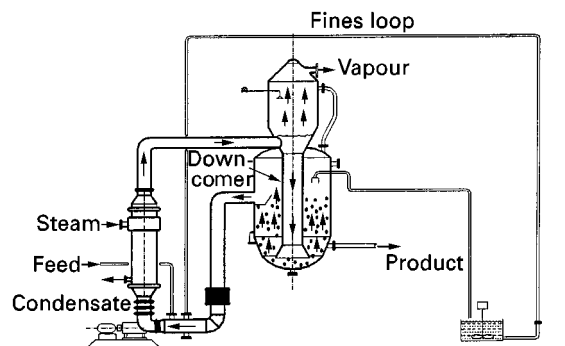 Fines loop
Vapour
Down
comer
Steam
Feed
Product
Condensate